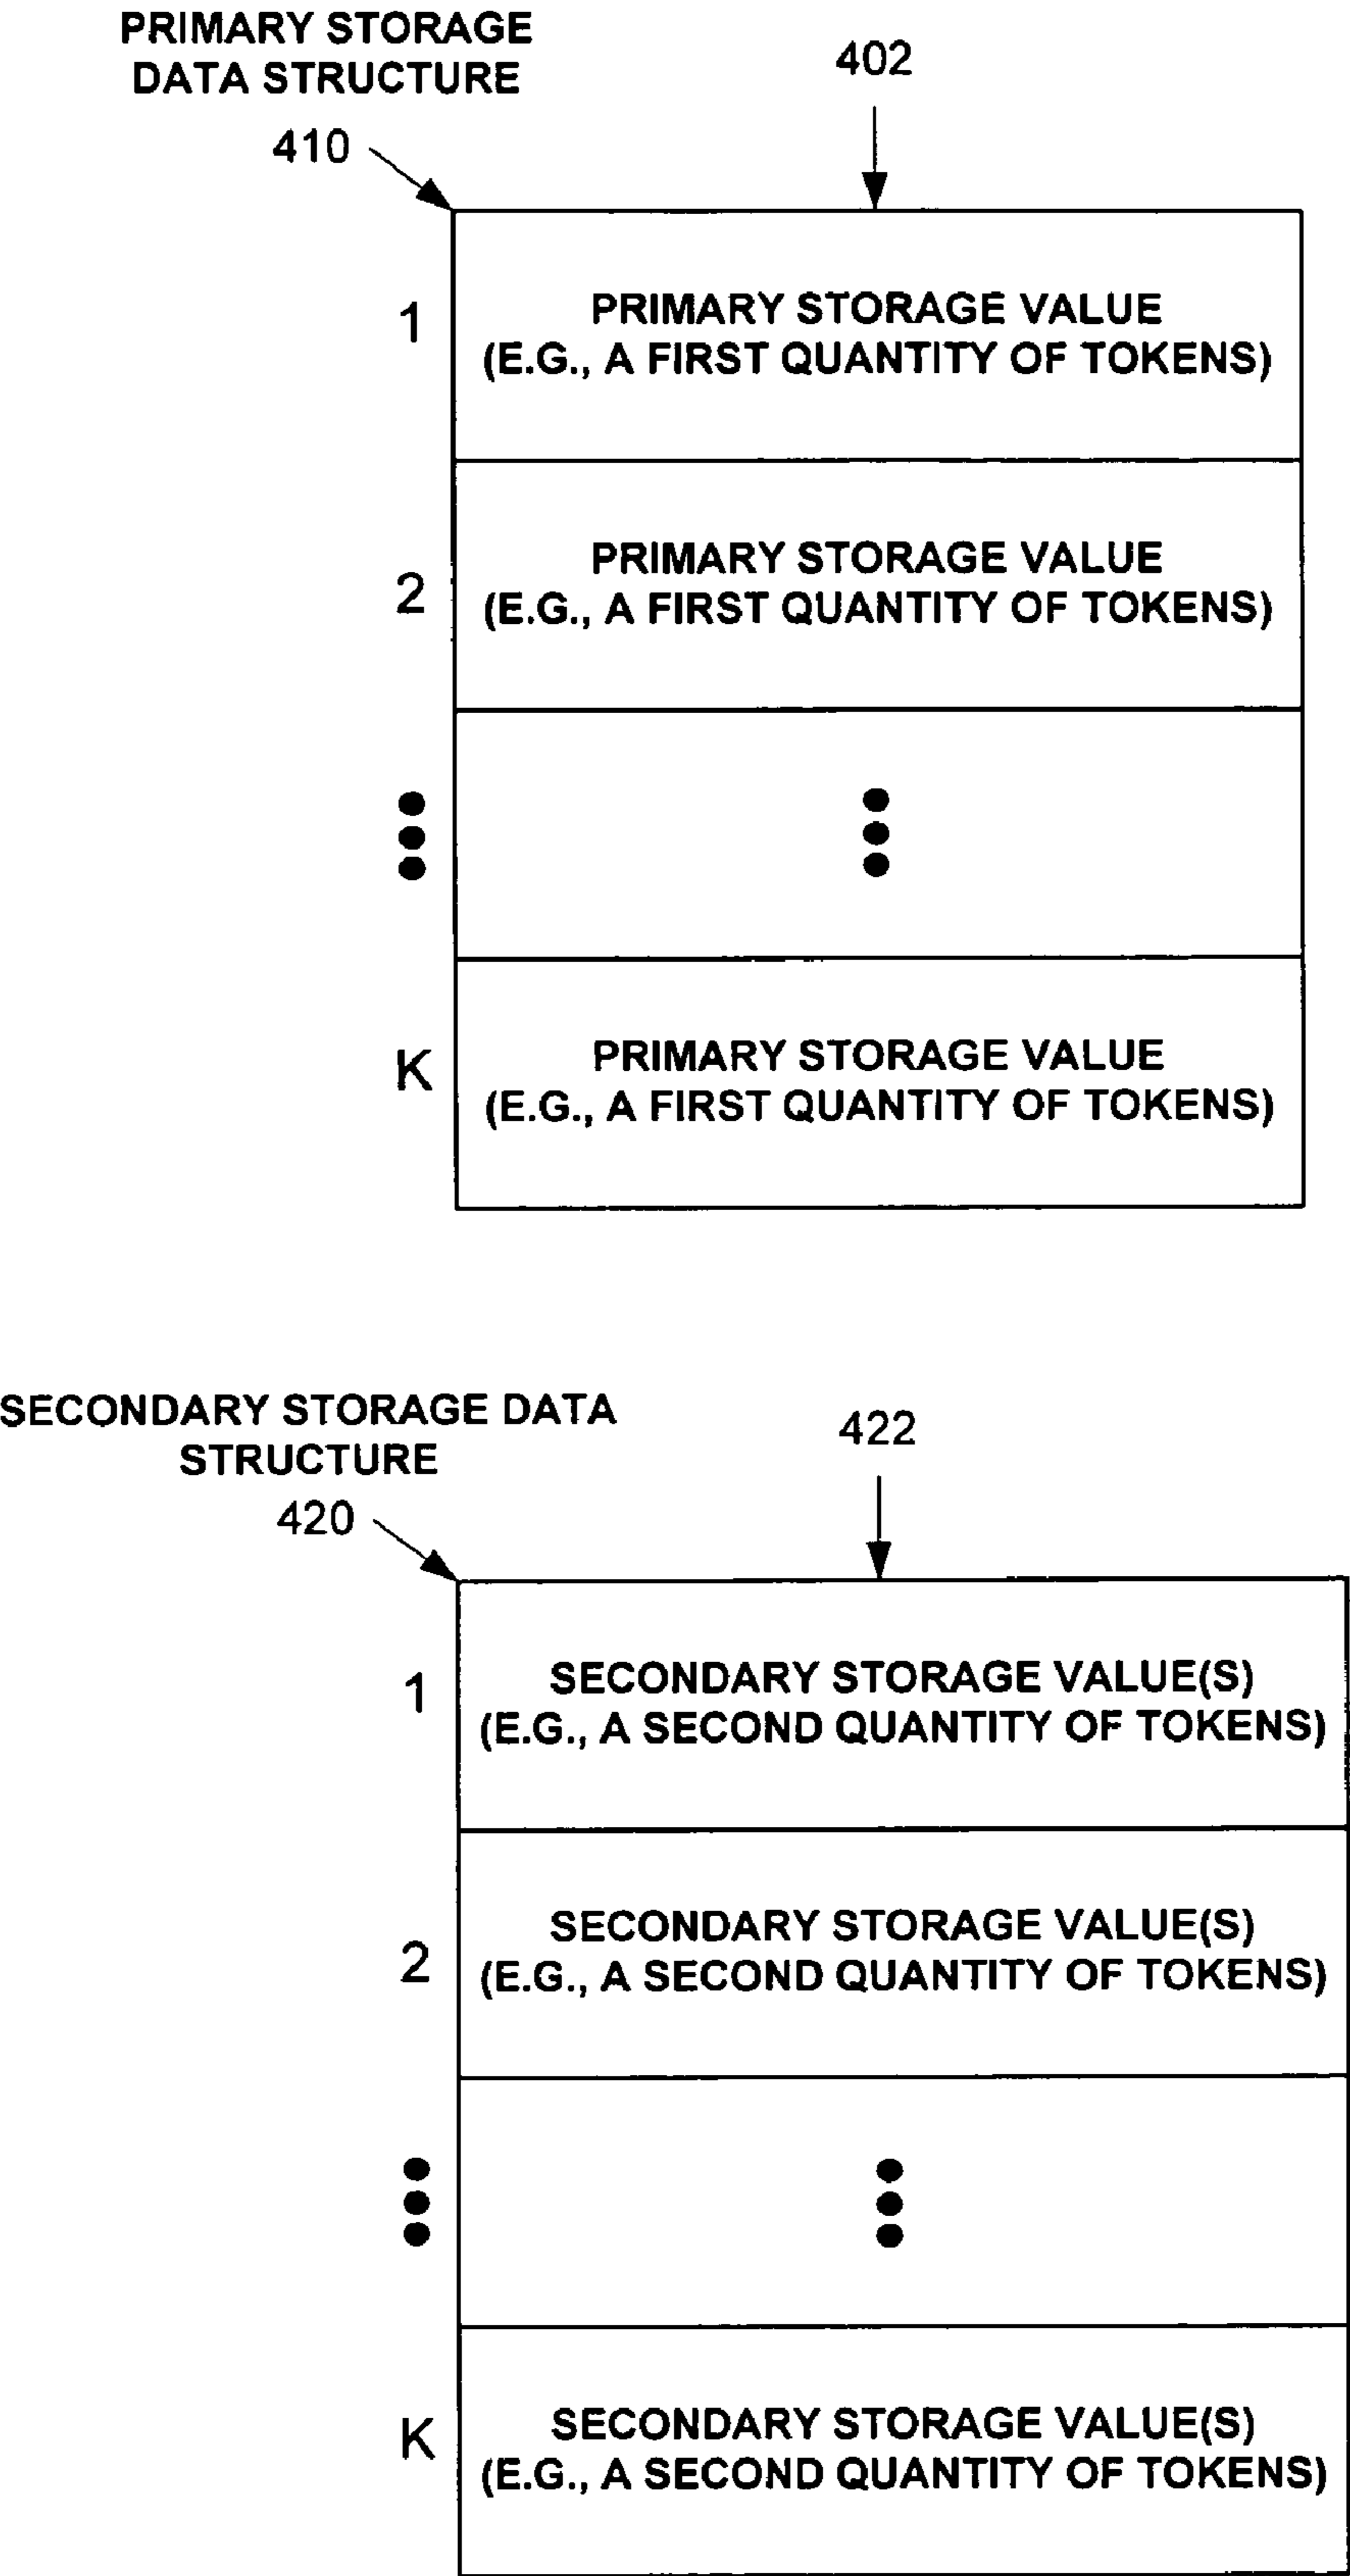 PRIMARY STORAGE
DATA STRUCTURE
402
410
1
PRIMARY STORAGE VALUE
(E.G., A FIRST QUANTITY OF TOKENS)
2
PRIMARY STORAGE VALUE
(E.G., A FIRST QUANTITY OF TOKENS)
K
PRIMARY STORAGE VALUE
(E.G., A FIRST QUANTITY OF TOKENS)
SECONDARY STORAGE DATA
STRUCTURE
422
420
1
SECONDARY STORAGE VALUE(S)
(E.G., A SECOND QUANTITY OF TOKENS)
2
SECONDARY STORAGE VALUE(S)
(E.G., A SECOND QUANTITY OF TOKENS)
K
SECONDARY STORAGE VALUE(S)
(E.G., A SECOND QUANTITY OF TOKENS)